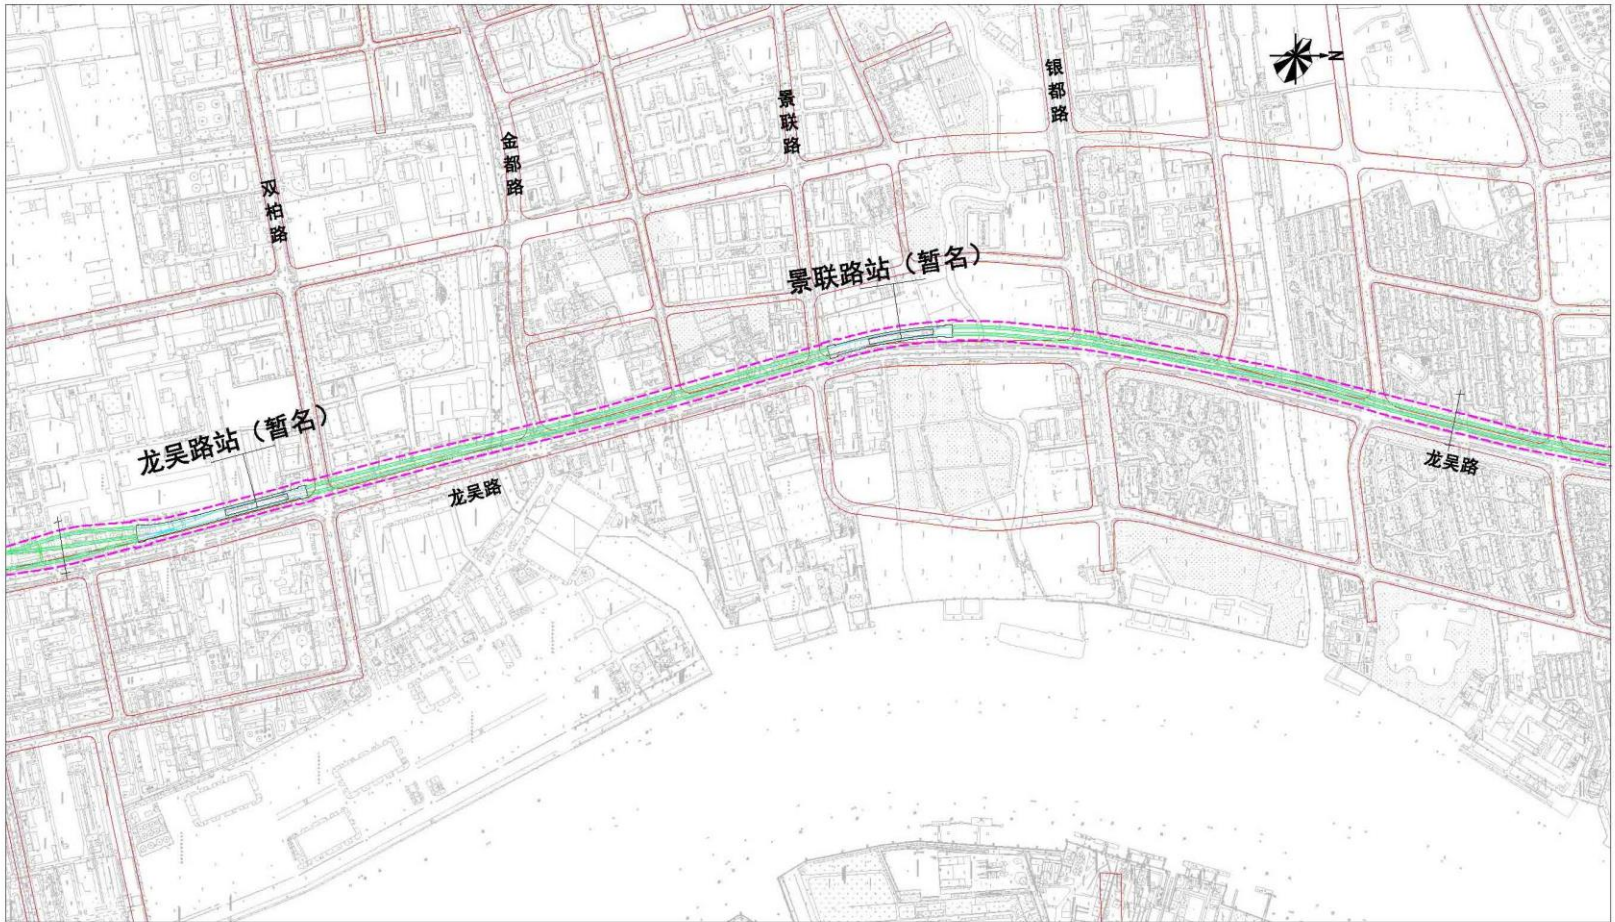 银都路
N
景联路
金都路
双柏路
景联路站（暂名）
龙吴路站（暂名）
龙吴路
龙吴路